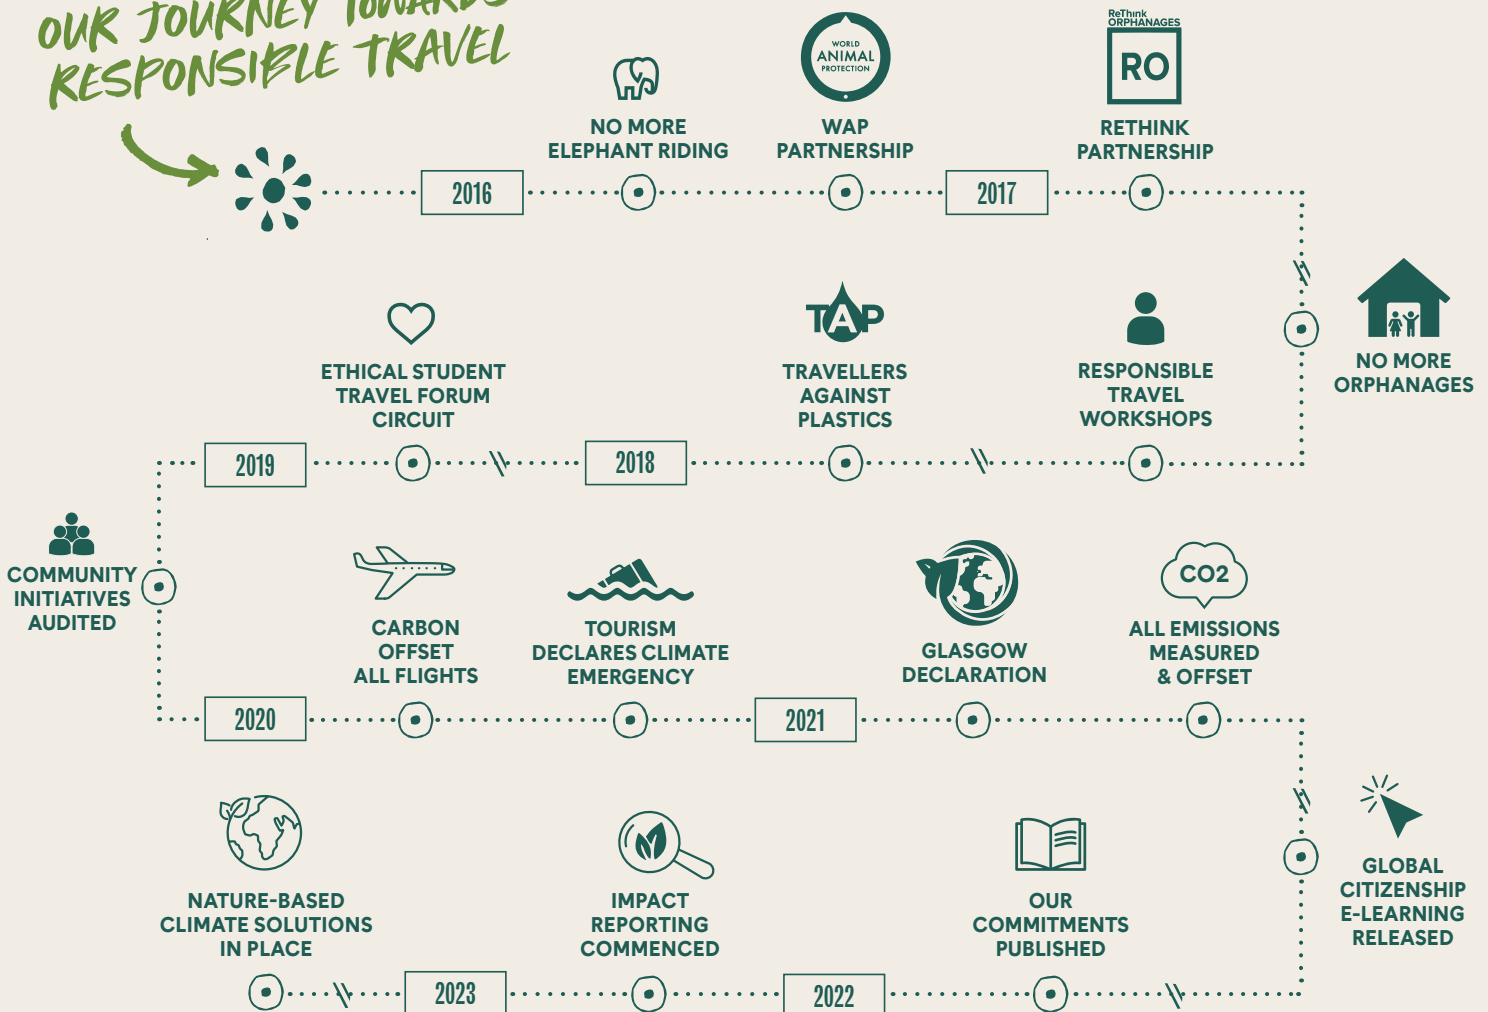 OUR JOURNEY TOWARDS
RESPONSIBLE TRAVEL
NO MORE
ELEPHANT RIDING
WORLD
ANIMAL
PROTECTION
WAP
PARTNERSHIP
ReThink
ORPHANAGES
RO
RETHINK
PARTNERSHIP
2016
2017
NO MORE
ORPHANAGES
RESPONSIBLE
TRAVEL
WORKSHOPS
TAP
TRAVELLERS
AGAINST
PLASTICS
2018
ETHICAL STUDENT
TRAVEL FORUM
CIRCUIT
2019
COMMUNITY
INITIATIVES
AUDITED
2020
CARBON
OFFSET
ALL FLIGHTS
TOURISM
DECLARES CLIMATE
EMERGENCY
2021
GLASGOW
DECLARATION
CO2
ALL EMISSIONS
MEASURED
& OFFSET
GLOBAL
CITIZENSHIP
E-LEARNING
RELEASED
OUR
COMMITMENTS
PUBLISHED
2022
IMPACT
REPORTING
COMMENCED
2023
NATURE-BASED
CLIMATE SOLUTIONS
IN PLACE